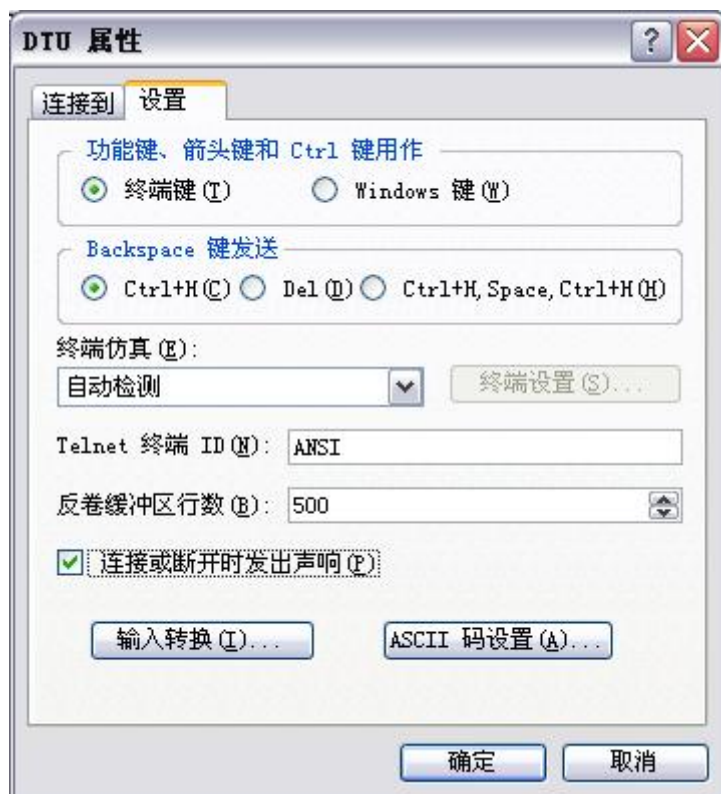 DTU 属性
连接到 设置
功能键、箭头键和 Ctrl 键用作
终端键(T) Windows 键(W)
Backspace 键发送
Ctrl+H(C) Del(D) Ctrl+H,Space,Ctrl+H(H)
终端仿真(E):
自动检测 终端设置(S)...
Telnet 终端 ID(N): ANSI
反卷缓冲区行数(B): 500
连接或断开时发出声响(P)
输入转换(I)... ASCII 码设置(A)...
确定 取消